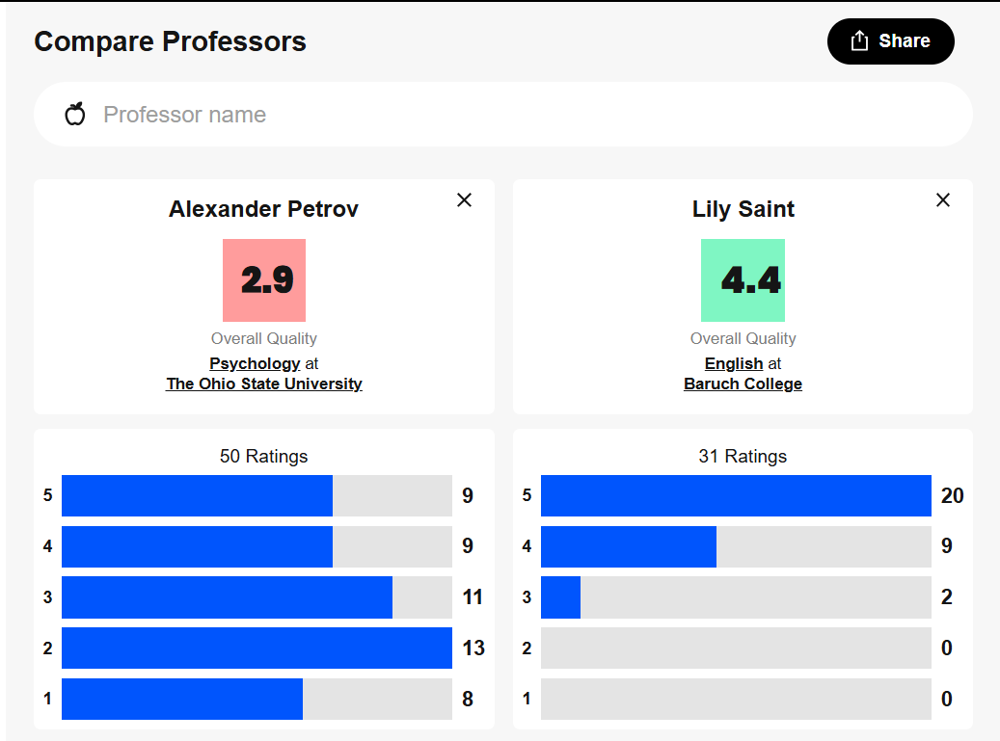 Compare Professors
Share
Professor name
Alexander Petrov
2.9
Overall Quality
Psychology at
The Ohio State University
Lily Saint
4.4
Overall Quality
English at
Baruch College
50 Ratings
5 9
4 9
3 11
2 13
1 8
31 Ratings
5 20
4 9
3 2
2 0
1 0